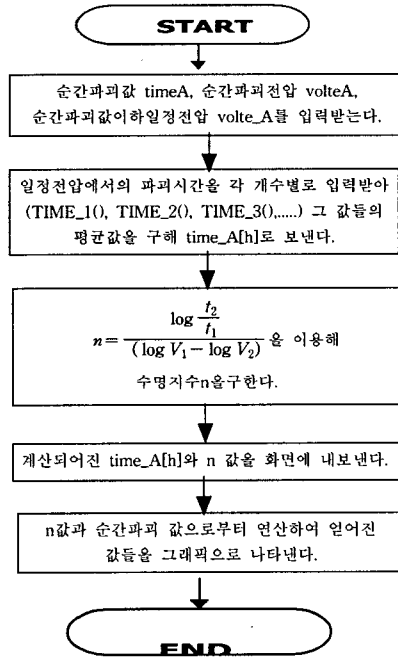 START
순간파괴값 timeA, 순간파괴전압 volteA,
순간파괴값이하일정전압 volte_A를 입력받는다.
일정전압에서의 파괴시간을 각 개수별로 입력받아
(TIME_1(), TIME_2(), TIME_3(),.....) 그 값들의
평균값을 구해 time_A[h]로 보낸다.
n = log t₂/t₁ / (log V₁ − log V₂) 을 이용해
수명지수n을구한다.
계산되어진 time_A[h]와 n 값을 화면에 내보낸다.
n값과 순간파괴 값으로부터 연산하여 얻어진
값들을 그래픽으로 나타낸다.
END